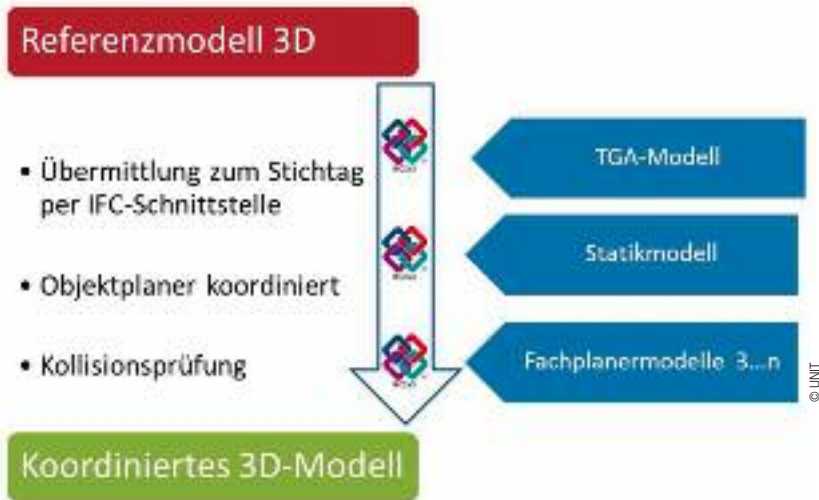 Referenzmodell 3D
• Übermittlung zum Stichtag
per IFC-Schnittstelle
• Objektplaner koordiniert
• Kollisionsprüfung
TGA-Modell
Statikmodell
Fachplanermodelle 3...n
Koordiniertes 3D-Modell
© UNIT